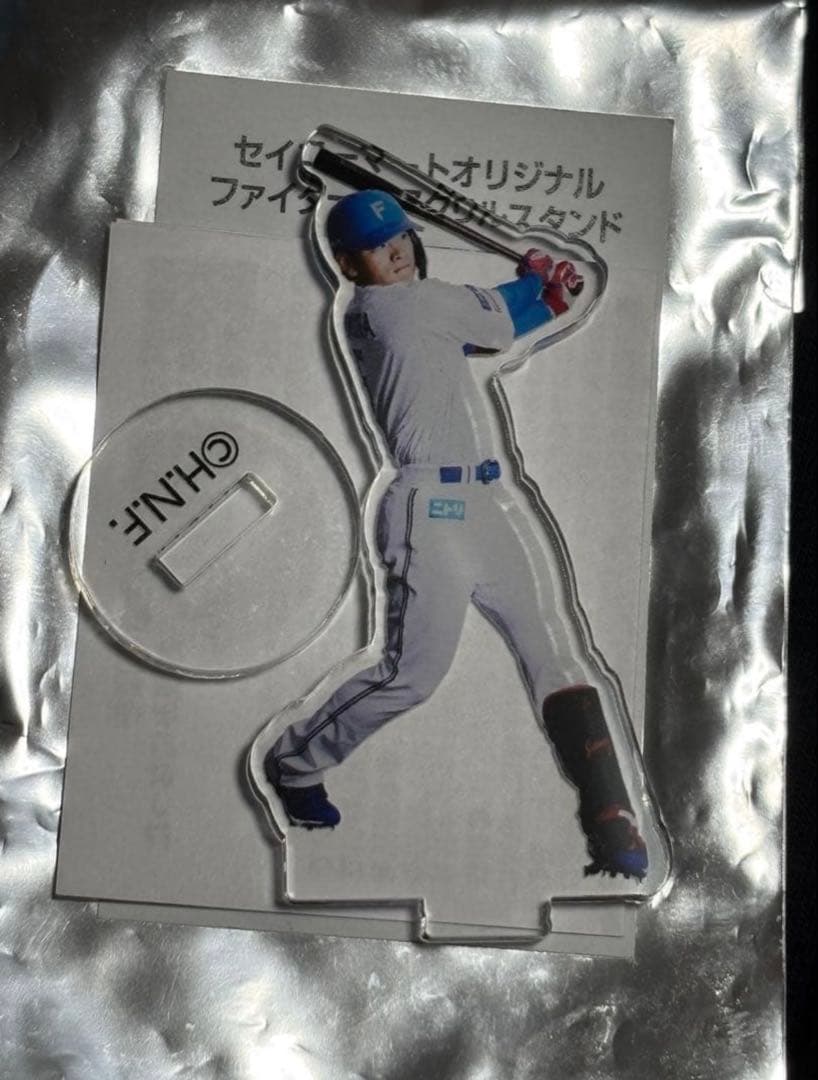 セイコーマートオリジナル
ファイターズアクリルスタンド
F
ニトリ
©H.N.F.